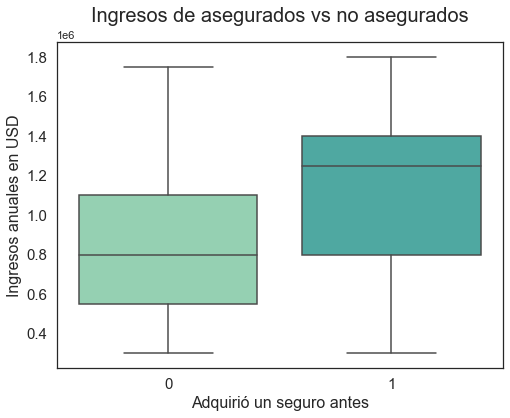 Ingresos de asegurados vs no asegurados
1e6
1.8
1.6
1.4
1.2
1.0
0.8
0.6
0.4
Ingresos anuales en USD
0 1
Adquirió un seguro antes